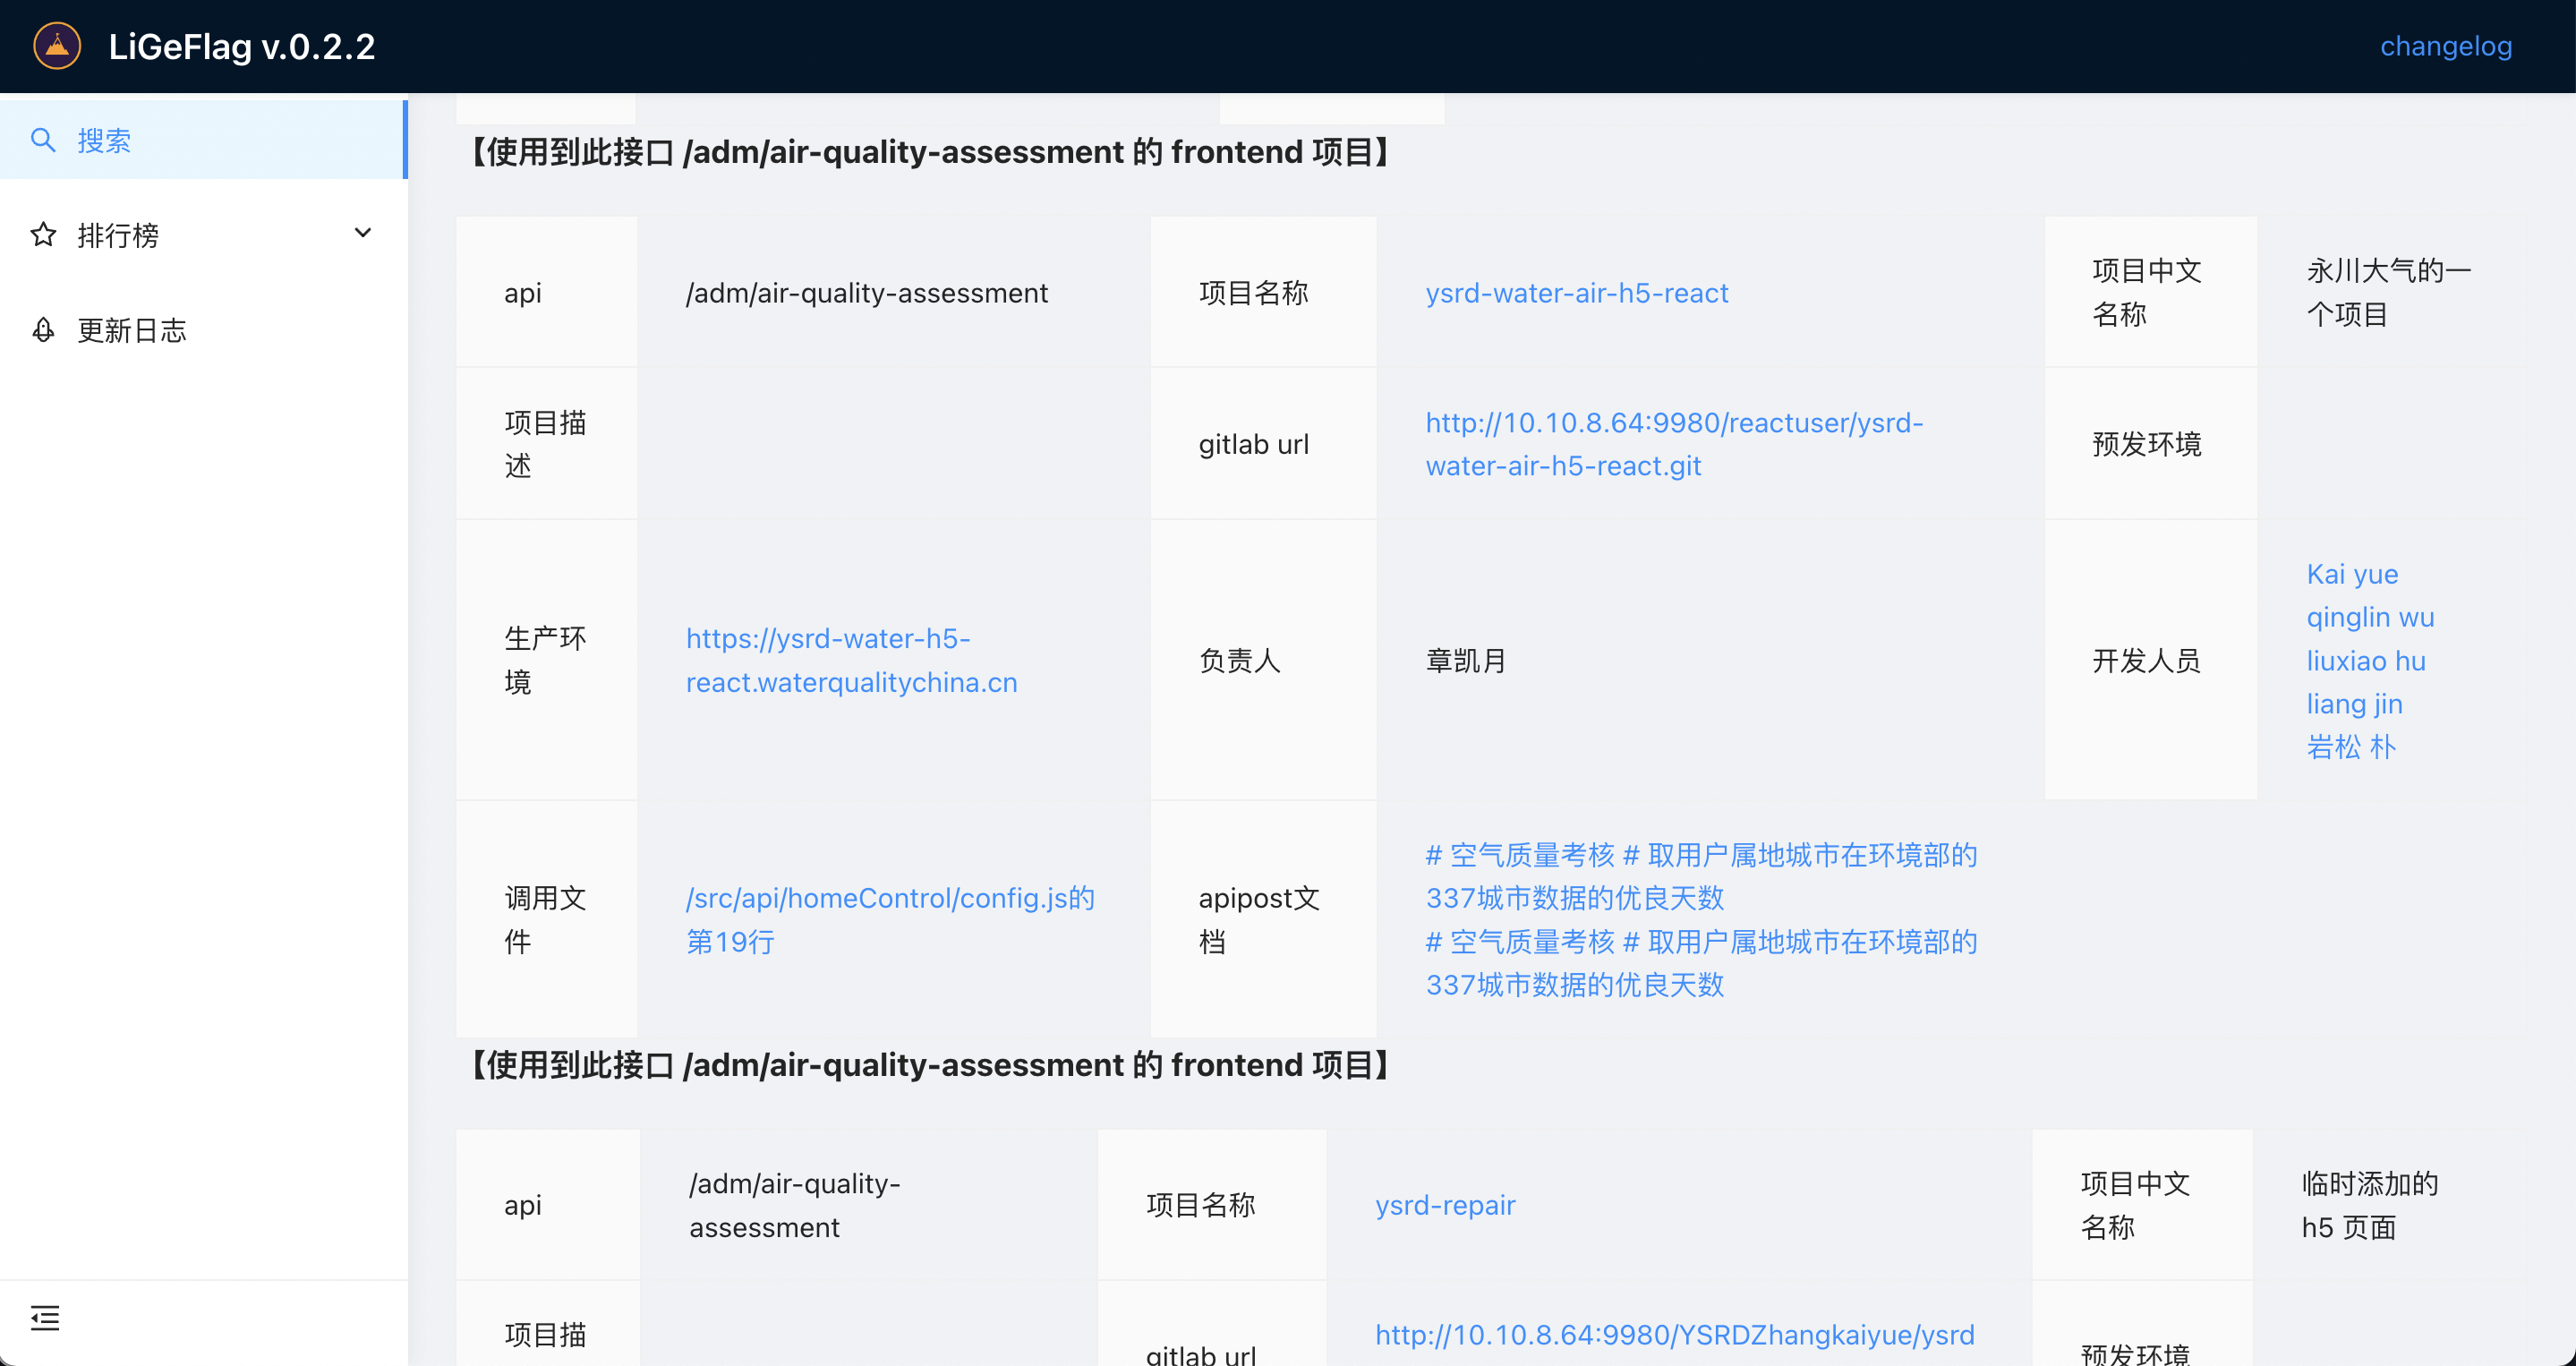 LiGeFlag v.0.2.2
changelog
搜索
排行榜
更新日志
【使用到此接口 /adm/air-quality-assessment 的 frontend 项目】
api
/adm/air-quality-assessment
项目名称
ysrd-water-air-h5-react
项目中文
名称
永川大气的一
个项目
项目描
述
gitlab url
http://10.10.8.64:9980/reactuser/ysrd-
water-air-h5-react.git
预发环境
生产环
境
https://ysrd-water-h5-
react.waterqualitychina.cn
负责人
章凯月
开发人员
Kai yue
qinglin wu
liuxiao hu
liang jin
岩松 朴
调用文
件
/src/api/homeControl/config.js的
第19行
apipost文
档
# 空气质量考核 # 取用户属地城市在环境部的
337城市数据的优良天数
# 空气质量考核 # 取用户属地城市在环境部的
337城市数据的优良天数
【使用到此接口 /adm/air-quality-assessment 的 frontend 项目】
api
/adm/air-quality-
assessment
项目名称
ysrd-repair
项目中文
名称
临时添加的
h5 页面
项目描
gitlab url
http://10.10.8.64:9980/YSRDZhangkaiyue/ysrd
预发环境